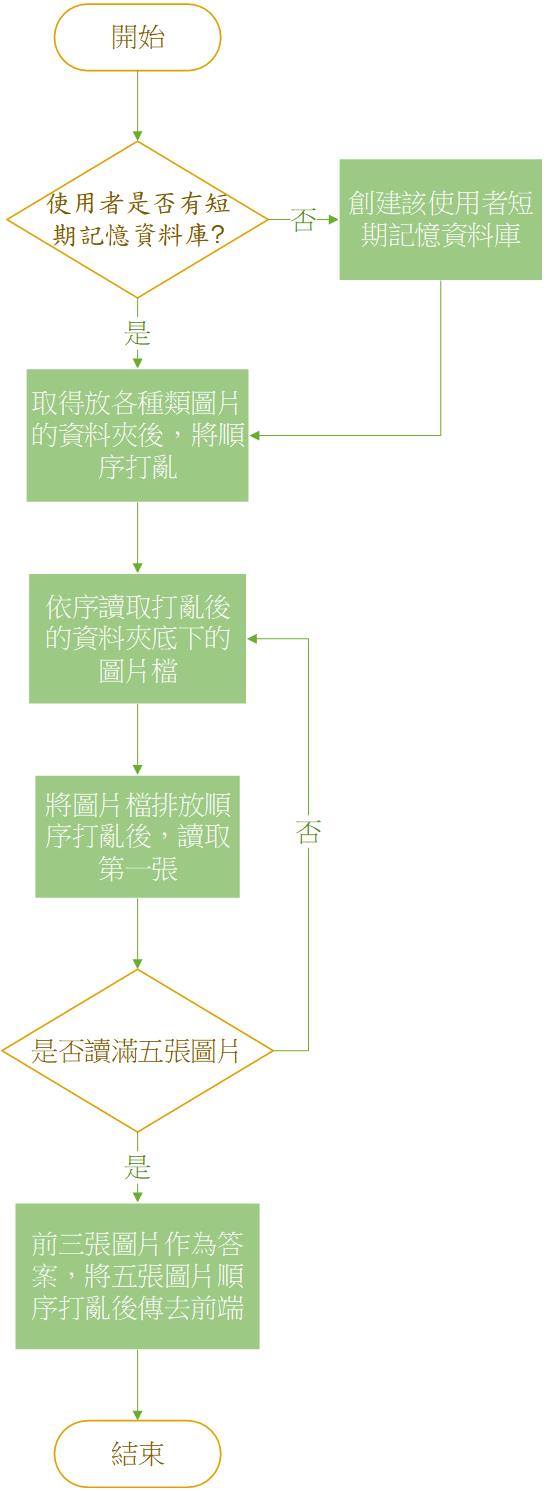 開始
使用者是否有短
期記憶資料庫?
否
創建該使用者短
期記憶資料庫
是
取得放各種類圖片
的資料夾後，將順
序打亂
依序讀取打亂後
的資料夾底下的
圖片檔
將圖片檔排放順
序打亂後，讀取
第一張
否
是否讀滿五張圖片
是
前三張圖片作為答
案，將五張圖片順
序打亂後傳去前端
結束